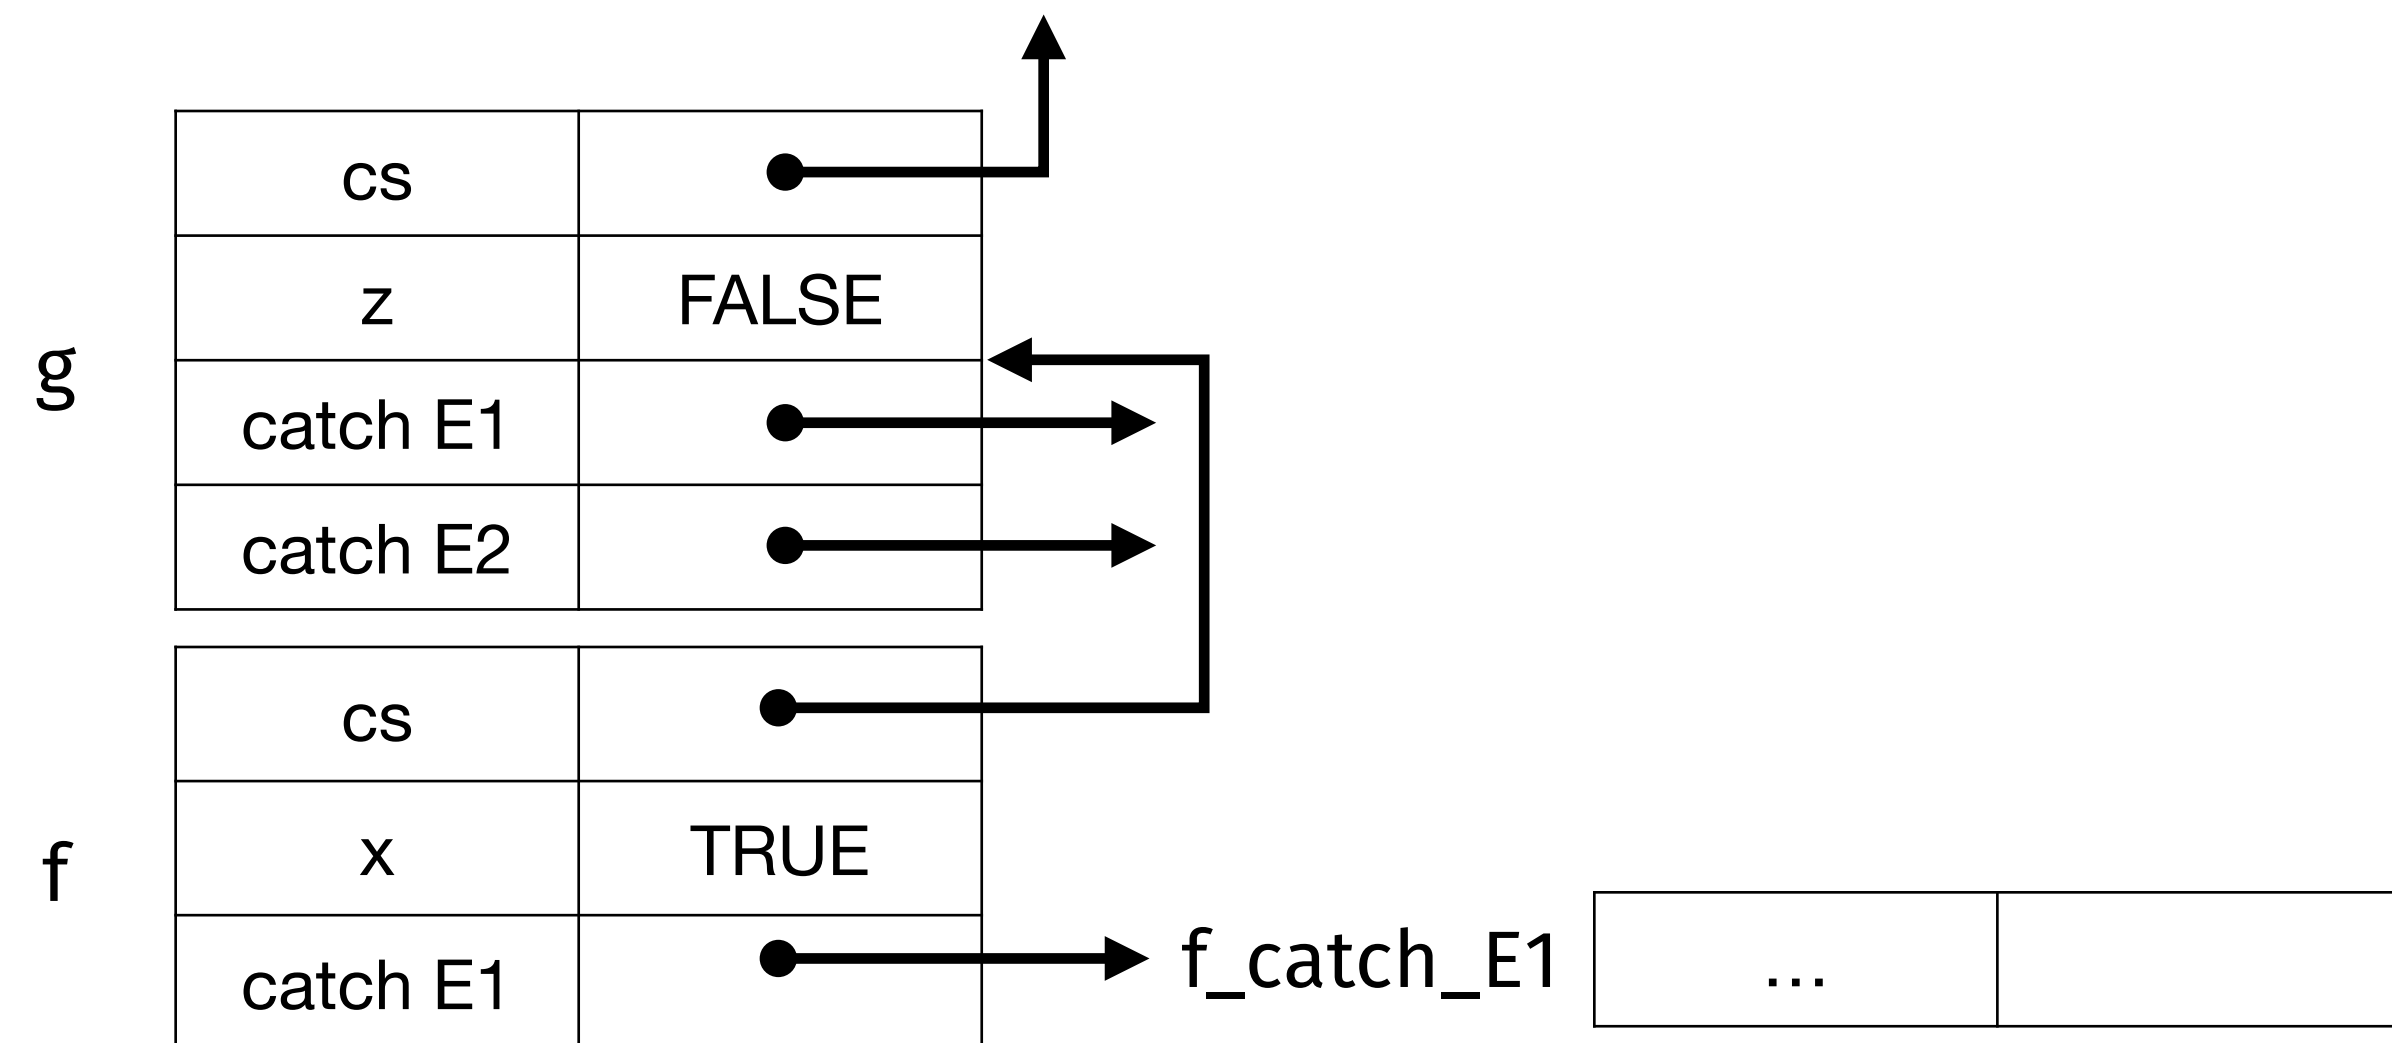 cs
z FALSE
g
catch E1
catch E2
cs
x TRUE
f
catch E1 f_catch_E1 ...